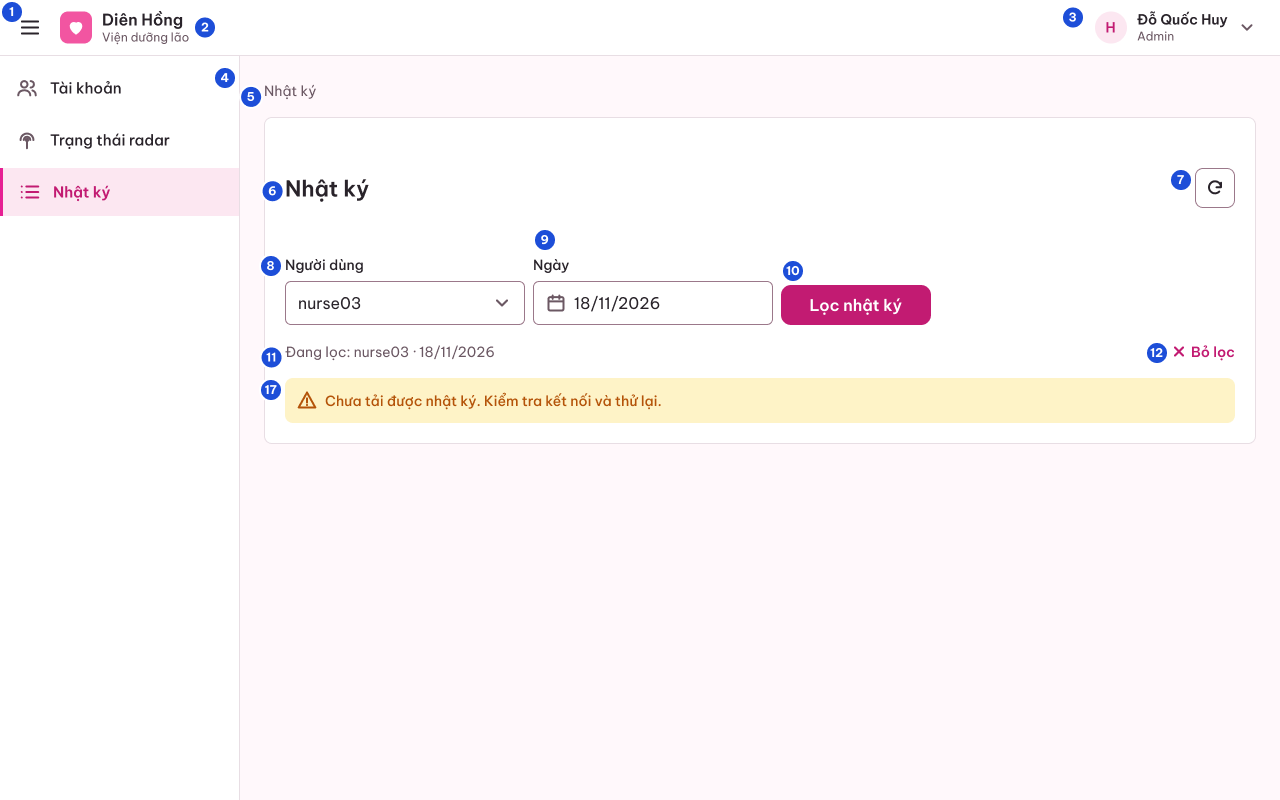 1
Diên Hồng
Viện dưỡng lão
2
3
H
Đỗ Quốc Huy
Admin
Tài khoản
4
Trạng thái radar
Nhật ký
5
Nhật ký
6
Nhật ký
7
8
Người dùng
9
Ngày
10
nurse03
18/11/2026
Lọc nhật ký
11
Đang lọc: nurse03 · 18/11/2026
12
Bỏ lọc
17
Chưa tải được nhật ký. Kiểm tra kết nối và thử lại.